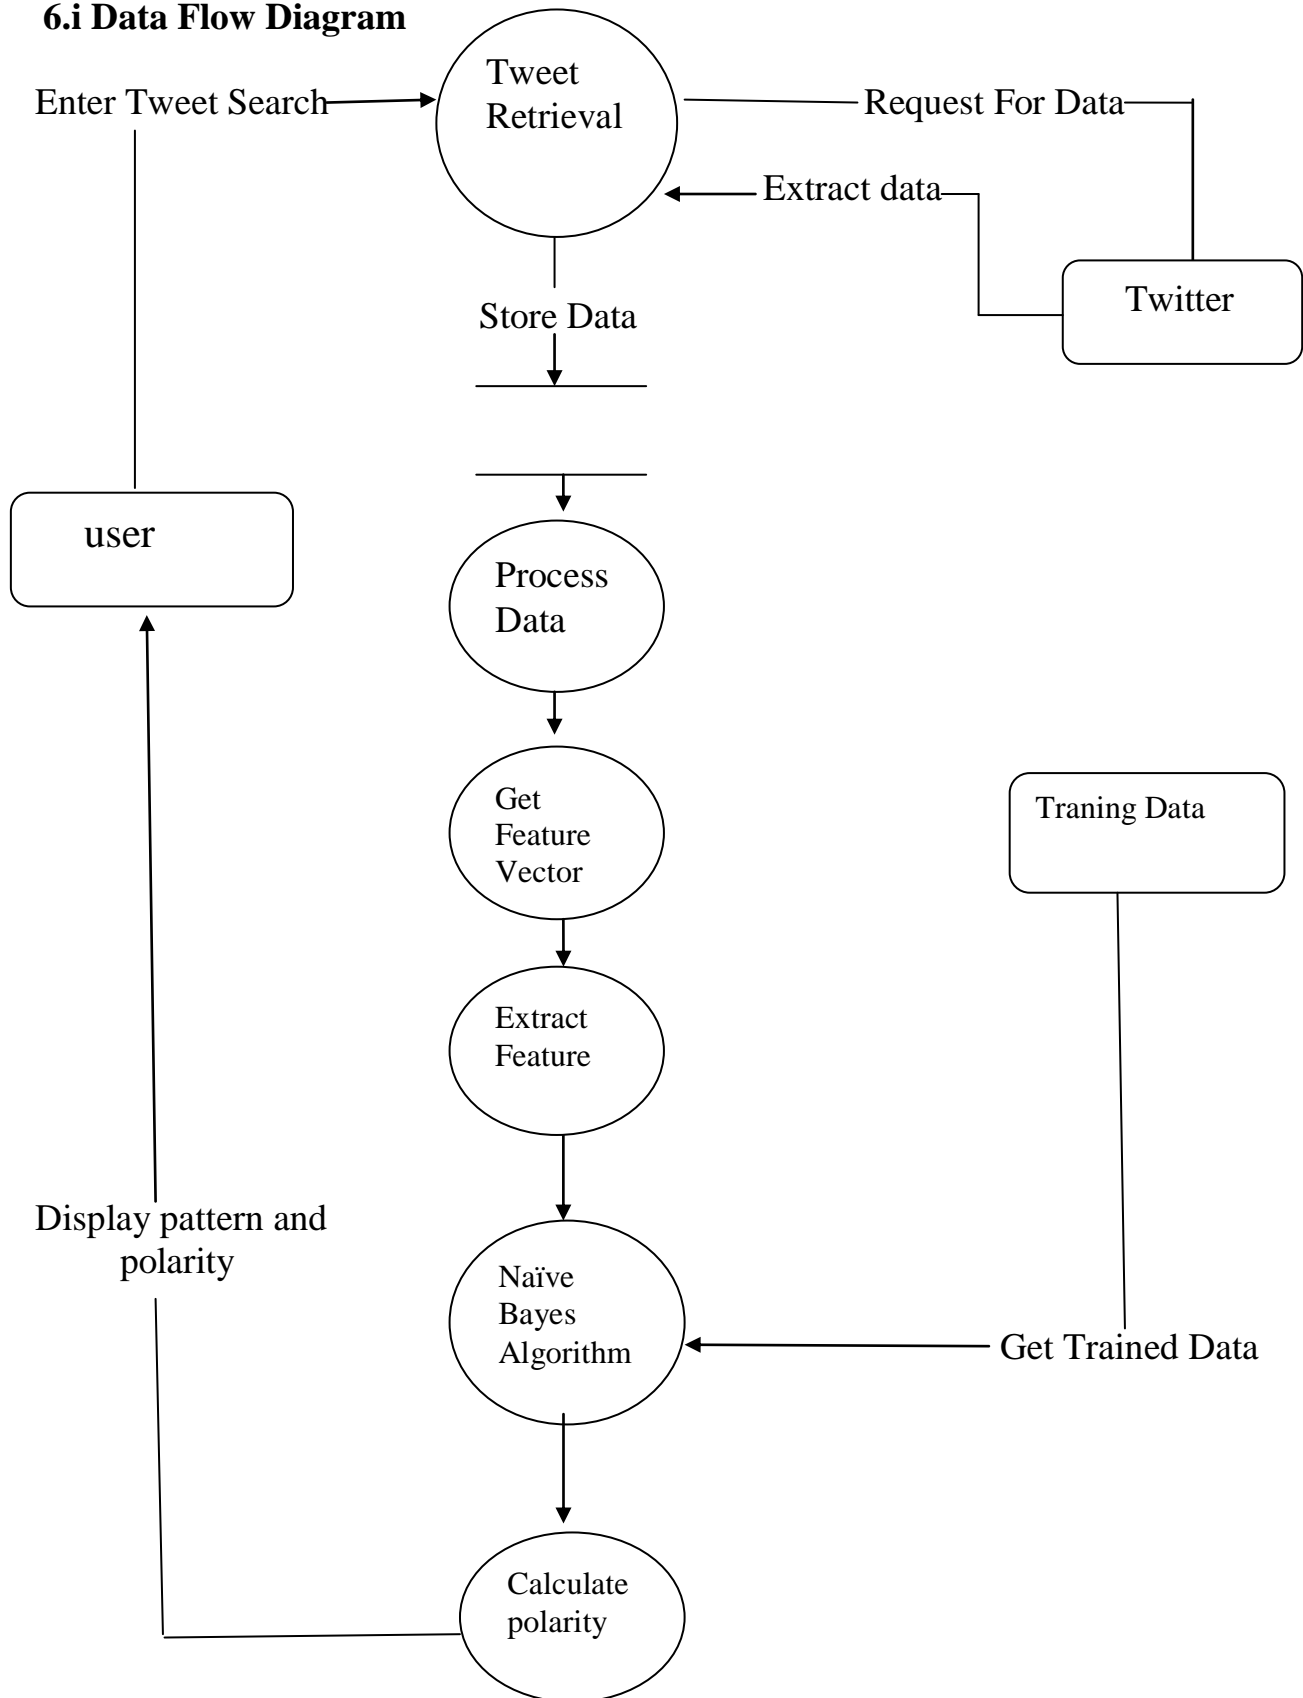 6.i Data Flow Diagram
Tweet
Retrieval
Enter Tweet Search
Request For Data
Extract data
Twitter
Store Data
user
Process
Data
Get
Feature
Vector
Traning Data
Extract
Feature
Display pattern and
polarity
Naïve
Bayes
Algorithm
Get Trained Data
Calculate
polarity